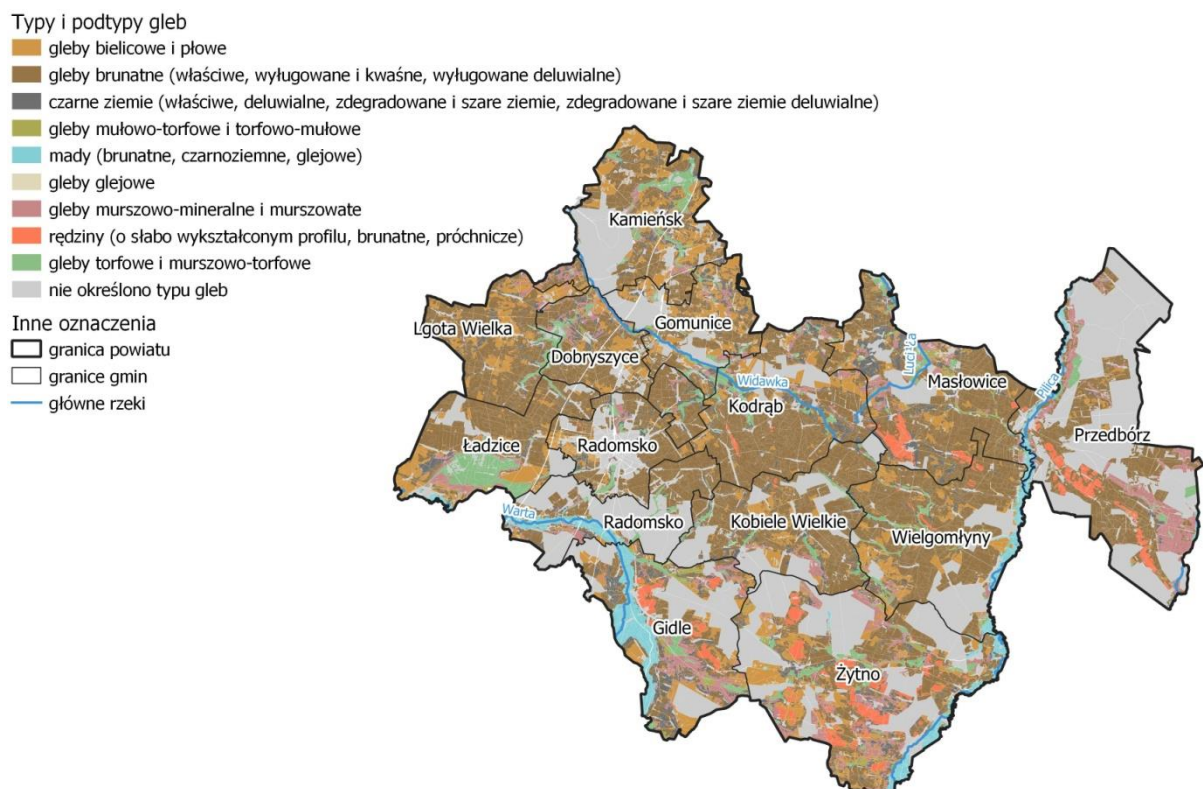 Typy i podtypy gleb
gleby bielicowe i płowe
gleby brunatne (właściwe, wyługowane i kwaśne, wyługowane deluwialne)
czarne ziemie (właściwe, deluwialne, zdegradowane i szare ziemie, zdegradowane i szare ziemie deluwialne)
gleby mułowo-torfowe i torfowo-mułowe
mady (brunatne, czarnoziemne, glejowe)
gleby glejowe
gleby murszowo-mineralne i murszowate
rędziny (o słabo wykształconym profilu, brunatne, próchnicze)
gleby torfowe i murszowo-torfowe
nie określono typu gleb
Inne oznaczenia
granica powiatu
granice gmin
główne rzeki
Kamieńsk
Lgota Wielka
Gomunice
Dobryszyce
Widawka
Kodrąb
Luciąża
Masłowice
Pilica
Przedbórz
Ładzice
Radomsko
Warta
Radomsko
Kobiele Wielkie
Wielgomłyny
Gidle
Żytno